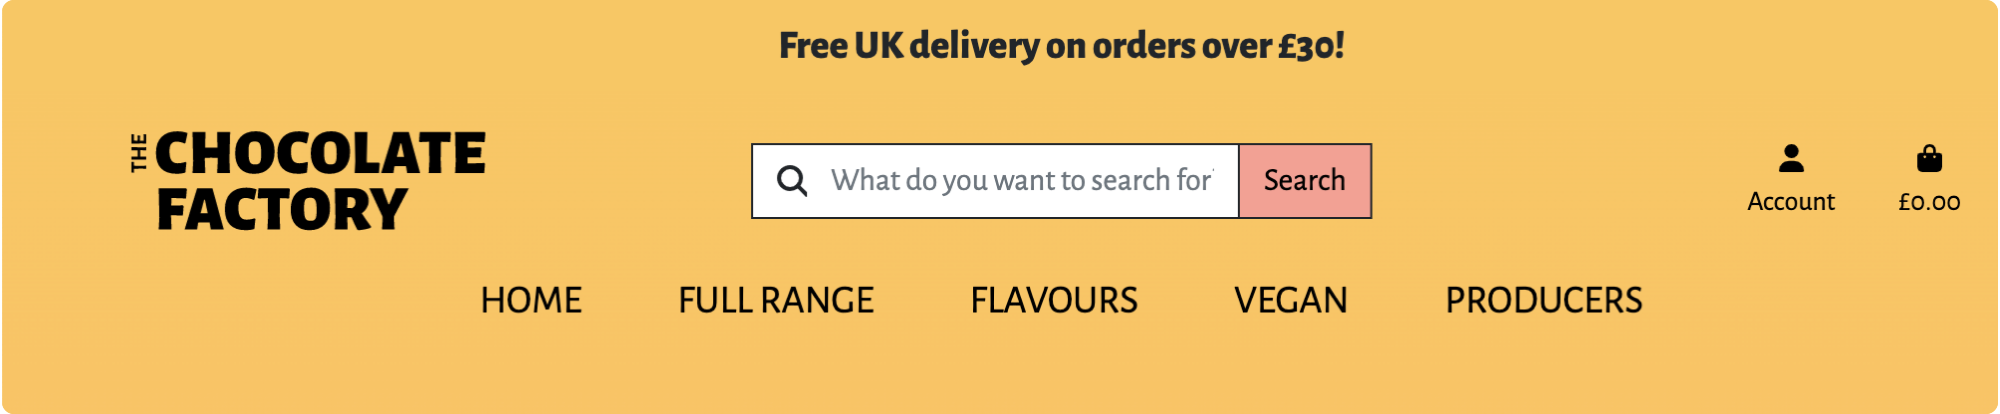 Free UK delivery on orders over £30!
THE CHOCOLATE
FACTORY
What do you want to search for
Search
Account
£0.00
HOME
FULL RANGE
FLAVOURS
VEGAN
PRODUCERS